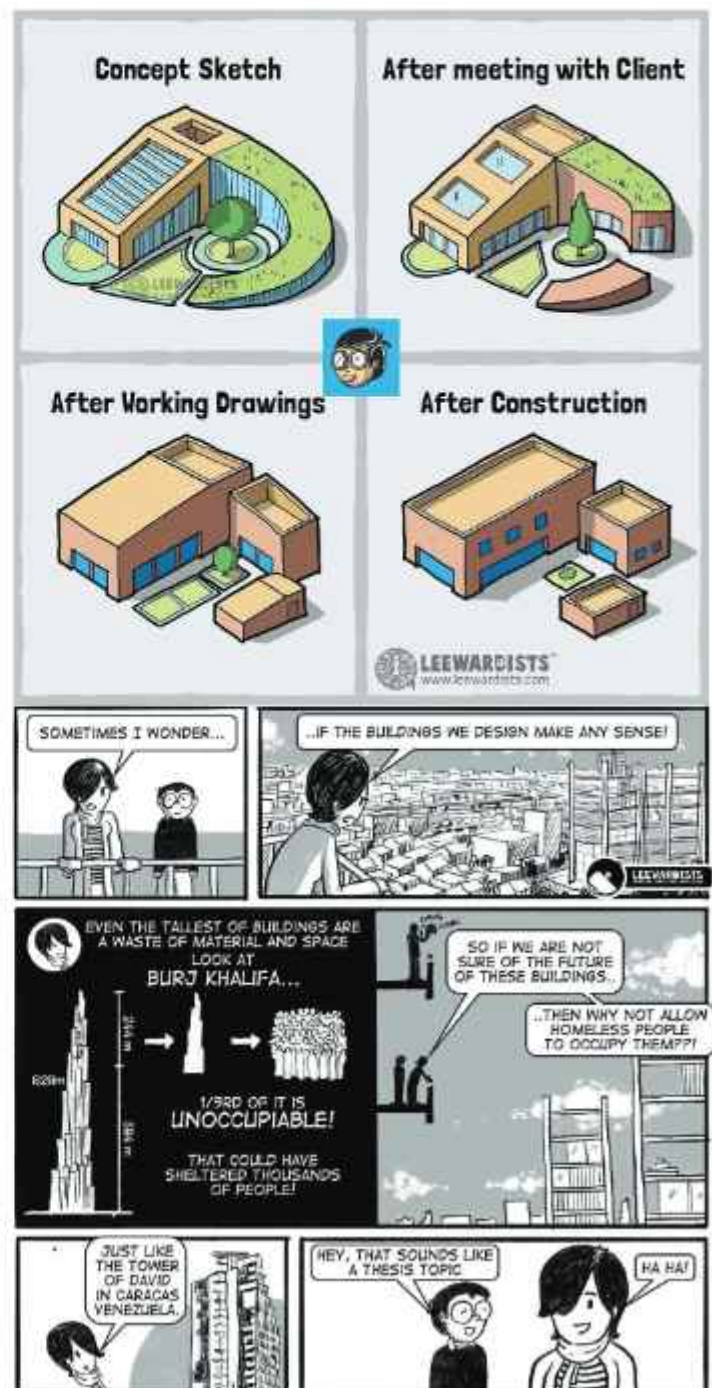 Concept Sketch
After meeting with Client
LEEWARDISTS
After Working Drawings
After Construction
LEEWARDISTS
www.leewardists.com
SOMETIMES I WONDER...
..IF THE BUILDINGS WE DESIGN MAKE ANY SENSE!
LEEWARDISTS
EVEN THE TALLEST OF BUILDINGS ARE
A WASTE OF MATERIAL AND SPACE
LOOK AT
BURJ KHALIFA...
244 m
828m
1/3RD OF IT IS
UNOCCUPIABLE!
THAT COULD HAVE
SHELTERED THOUSANDS
OF PEOPLE!
SO IF WE ARE NOT
SURE OF THE FUTURE
OF THESE BUILDINGS..
..THEN WHY NOT ALLOW
HOMELESS PEOPLE
TO OCCUPY THEM??!
JUST LIKE
THE TOWER
OF DAVID
IN CARACAS
VENEZUELA.
HEY, THAT SOUNDS LIKE
A THESIS TOPIC
HA HA!